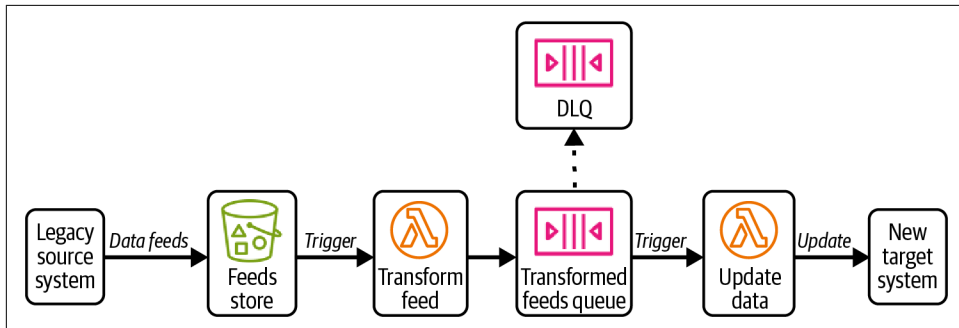 DLQ
Legacy
source
system
Data feeds
Feeds
store
Trigger
Transform
feed
Transformed
feeds queue
Trigger
Update
data
Update
New
target
system